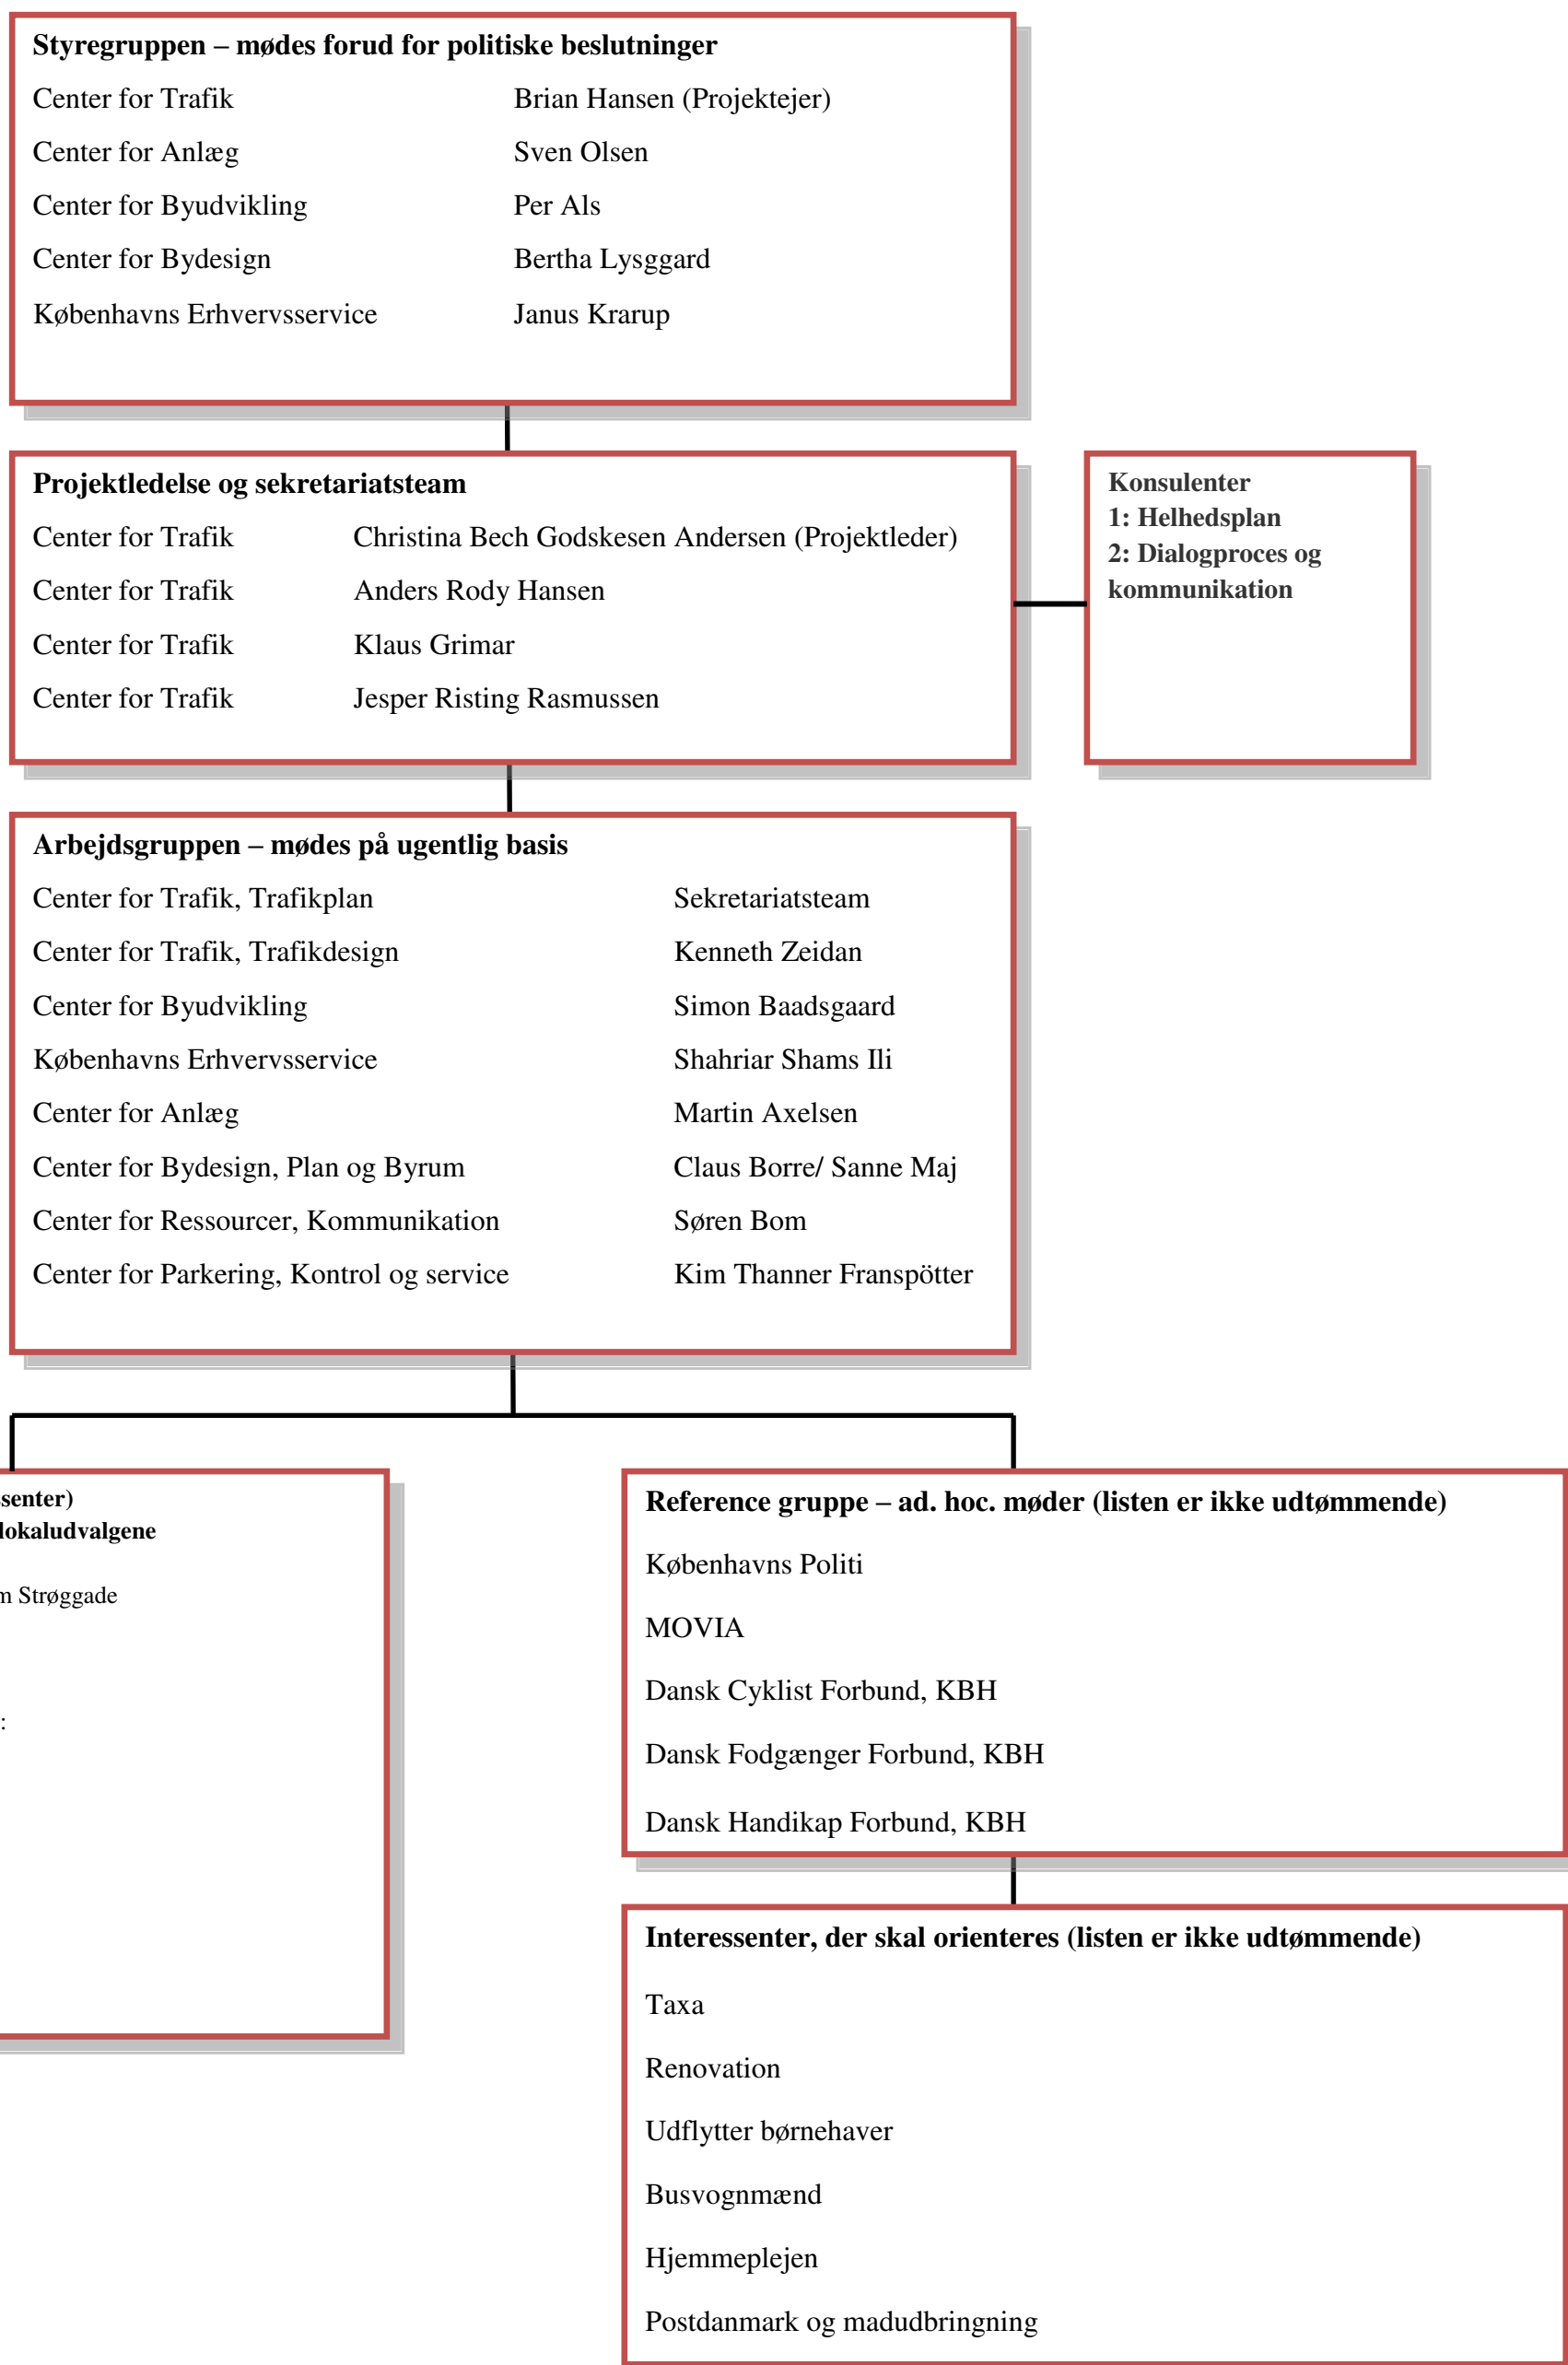 Styregruppen – mødes forud for politiske beslutninger
Center for Trafik Brian Hansen (Projektejer)
Center for Anlæg Sven Olsen
Center for Byudvikling Per Als
Center for Bydesign Bertha Lysggard
Københavns Erhvervsservice Janus Krarup
Projektledelse og sekretariatsteam
Center for Trafik Christina Bech Godskesen Andersen (Projektleder)
Center for Trafik Anders Rody Hansen
Center for Trafik Klaus Grimar
Center for Trafik Jesper Risting Rasmussen
Konsulenter
1: Helhedsplan
2: Dialogproces og
kommunikation
Arbejdsgruppen – mødes på ugentlig basis
Center for Trafik, Trafikplan Sekretariatsteam
Center for Trafik, Trafikdesign Kenneth Zeidan
Center for Byudvikling Simon Baadsgaard
Københavns Erhvervsservice Shahriar Shams Ili
Center for Anlæg Martin Axelsen
Center for Bydesign, Plan og Byrum Claus Borre/ Sanne Maj
Center for Ressourcer, Kommunikation Søren Bom
Center for Parkering, Kontrol og service Kim Thanner Franspötter
senter)
lokaludvalgene
m Strøggade
:
Reference gruppe – ad. hoc. møder (listen er ikke udtømmende)
Københavns Politi
MOVIA
Dansk Cyklist Forbund, KBH
Dansk Fodgænger Forbund, KBH
Dansk Handikap Forbund, KBH
Interessenter, der skal orienteres (listen er ikke udtømmende)
Taxa
Renovation
Udflytter børnehaver
Busvognmænd
Hjemmeplejen
Postdanmark og madudbringning